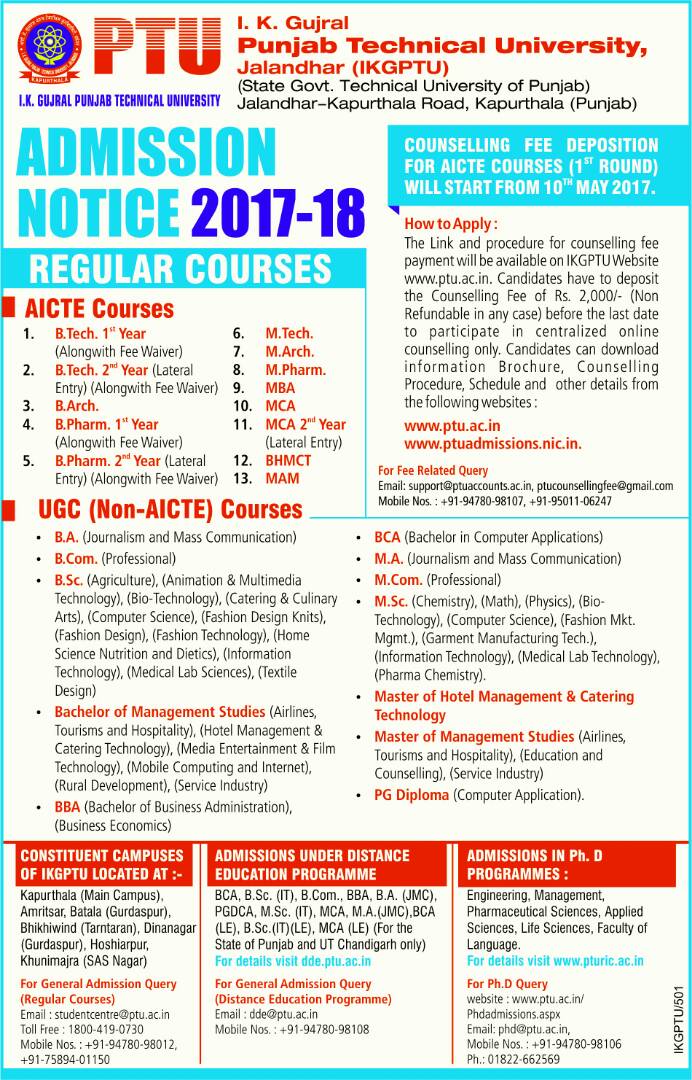 KAPURTHALA
I.K. GUJRAL PUNJAB TECHNICAL UNIVERSITY
PTU
I. K. Gujral
Punjab Technical University,
Jalandhar (IKGPTU)
(State Govt. Technical University of Punjab)
Jalandhar–Kapurthala Road, Kapurthala (Punjab)
ADMISSION
NOTICE 2017-18
REGULAR COURSES
AICTE Courses
1. B.Tech. 1st Year
(Alongwith Fee Waiver)
2. B.Tech. 2nd Year (Lateral
Entry) (Alongwith Fee Waiver)
3. B.Arch.
4. B.Pharm. 1st Year
(Alongwith Fee Waiver)
5. B.Pharm. 2nd Year (Lateral
Entry) (Alongwith Fee Waiver)
6. M.Tech.
7. M.Arch.
8. M.Pharm.
9. MBA
10. MCA
11. MCA 2nd Year
(Lateral Entry)
12. BHMCT
13. MAM
COUNSELLING FEE DEPOSITION
FOR AICTE COURSES (1ST ROUND)
WILL START FROM 10TH MAY 2017.
How to Apply :
The Link and procedure for counselling fee
payment will be available on IKGPTU Website
www.ptu.ac.in. Candidates have to deposit
the Counselling Fee of Rs. 2,000/- (Non
Refundable in any case) before the last date
to participate in centralized online
counselling only. Candidates can download
information Brochure, Counselling
Procedure, Schedule and other details from
the following websites :
www.ptu.ac.in
www.ptuadmissions.nic.in.
For Fee Related Query
Email: support@ptuaccounts.ac.in, ptucounsellingfee@gmail.com
Mobile Nos. : +91-94780-98107, +91-95011-06247
UGC (Non-AICTE) Courses
• B.A. (Journalism and Mass Communication)
• B.Com. (Professional)
• B.Sc. (Agriculture), (Animation & Multimedia
Technology), (Bio-Technology), (Catering & Culinary
Arts), (Computer Science), (Fashion Design Knits),
(Fashion Design), (Fashion Technology), (Home
Science Nutrition and Dietics), (Information
Technology), (Medical Lab Sciences), (Textile
Design)
• Bachelor of Management Studies (Airlines,
Tourisms and Hospitality), (Hotel Management &
Catering Technology), (Media Entertainment & Film
Technology), (Mobile Computing and Internet),
(Rural Development), (Service Industry)
• BBA (Bachelor of Business Administration),
(Business Economics)
• BCA (Bachelor in Computer Applications)
• M.A. (Journalism and Mass Communication)
• M.Com. (Professional)
• M.Sc. (Chemistry), (Math), (Physics), (Bio-
Technology), (Computer Science), (Fashion Mkt.
Mgmt.), (Garment Manufacturing Tech.),
(Information Technology), (Medical Lab Technology),
(Pharma Chemistry).
• Master of Hotel Management & Catering
Technology
• Master of Management Studies (Airlines,
Tourisms and Hospitality), (Education and
Counselling), (Service Industry)
• PG Diploma (Computer Application).
CONSTITUENT CAMPUSES
OF IKGPTU LOCATED AT :-
Kapurthala (Main Campus),
Amritsar, Batala (Gurdaspur),
Bhikhiwind (Tarntaran), Dinanagar
(Gurdaspur), Hoshiarpur,
Khunimajra (SAS Nagar)
For General Admission Query
(Regular Courses)
Email : studentcentre@ptu.ac.in
Toll Free : 1800-419-0730
Mobile Nos. : +91-94780-98012,
+91-75894-01150
ADMISSIONS UNDER DISTANCE
EDUCATION PROGRAMME
BCA, B.Sc. (IT), B.Com., BBA, B.A. (JMC),
PGDCA, M.Sc. (IT), MCA, M.A.(JMC),BCA
(LE), B.Sc.(IT)(LE), MCA (LE) (For the
State of Punjab and UT Chandigarh only)
For details visit dde.ptu.ac.in
For General Admission Query
(Distance Education Programme)
Email : dde@ptu.ac.in
Mobile Nos. : +91-94780-98108
ADMISSIONS IN Ph. D
PROGRAMMES :
Engineering, Management,
Pharmaceutical Sciences, Applied
Sciences, Life Sciences, Faculty of
Language.
For details visit www.pturic.ac.in
For Ph.D Query
website : www.ptu.ac.in/
Phdadmissions.aspx
Email: phd@ptu.ac.in,
Mobile Nos. : +91-94780-98106
Ph.: 01822-662569
IKGPTU/501